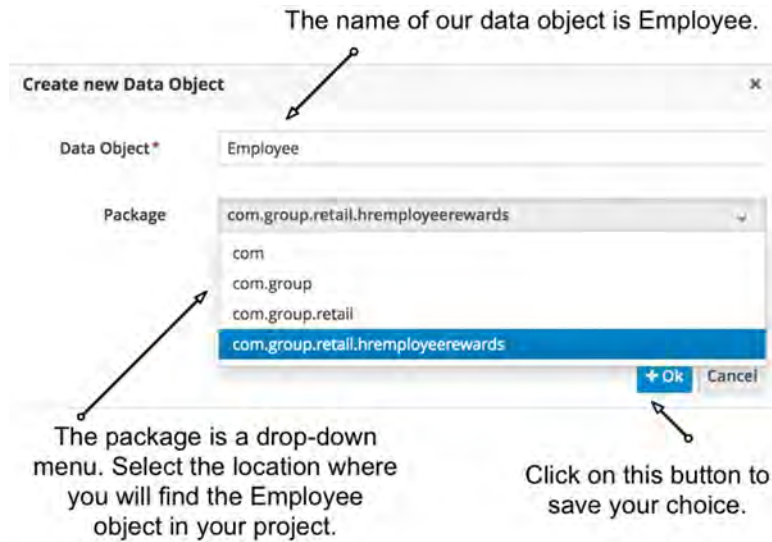 The name of our data object is Employee.
Create new Data Object ×
Data Object* Employee
Package com.group.retail.hremployeerewards
com
com.group
com.group.retail
com.group.retail.hremployeerewards
+ Ok Cancel
The package is a drop-down
menu. Select the location where
you will find the Employee
object in your project.
Click on this button to
save your choice.